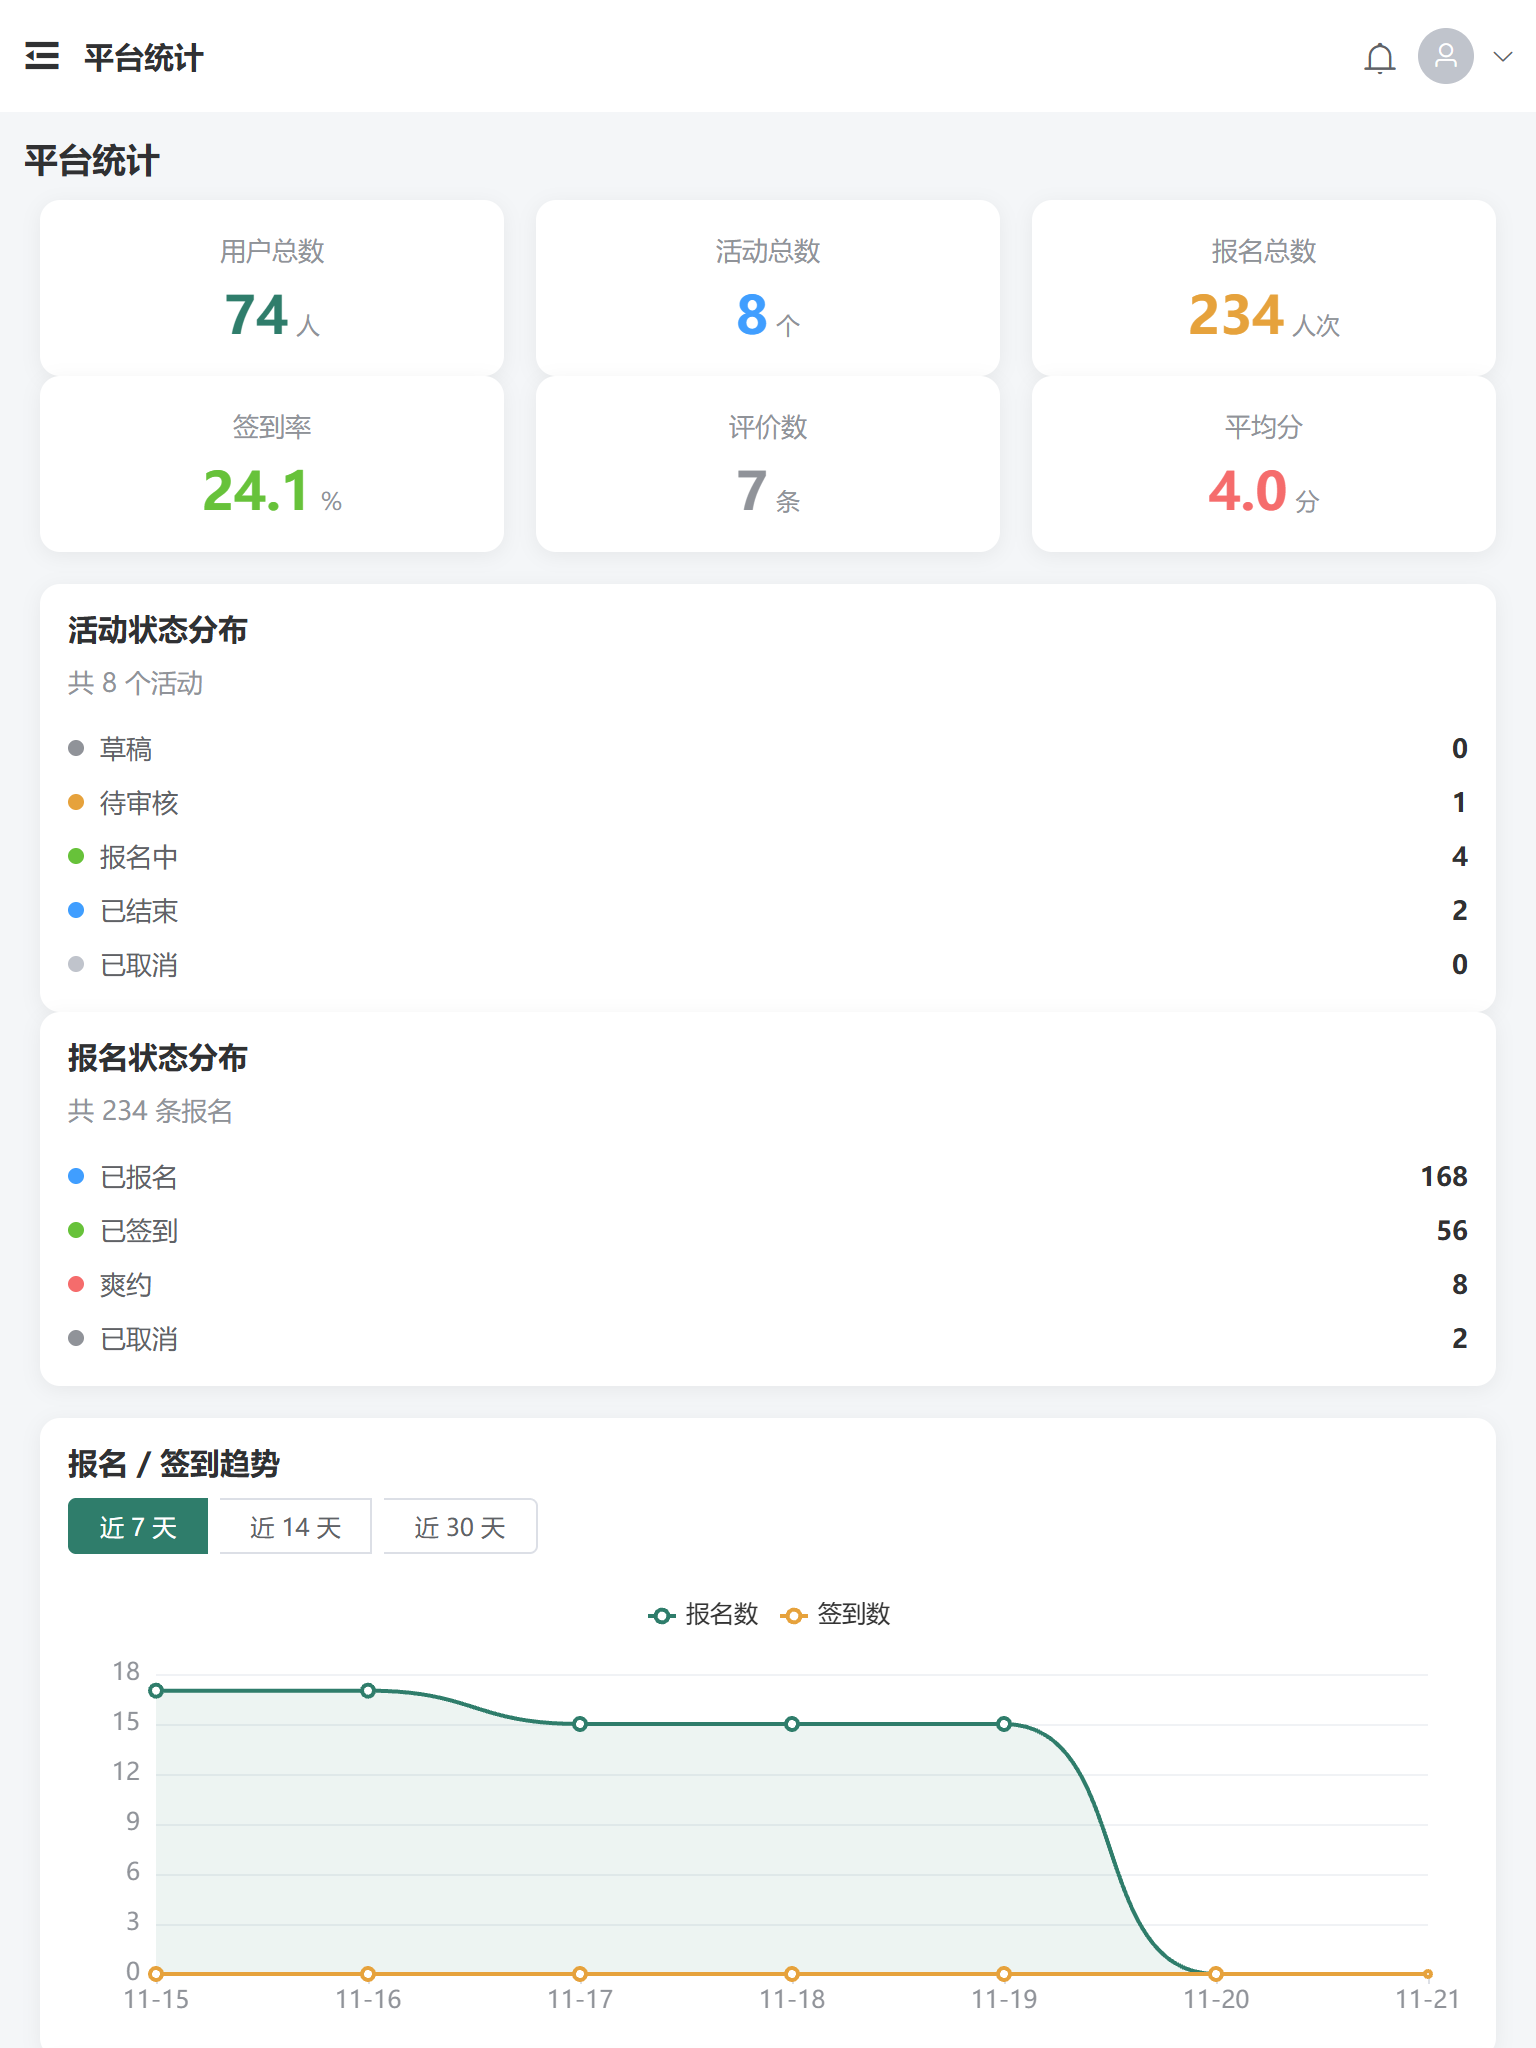 平台统计
平台统计
用户总数
74 人
活动总数
8 个
报名总数
234 人次
签到率
24.1 %
评价数
7 条
平均分
4.0 分
活动状态分布
共 8 个活动
草稿 0
待审核 1
报名中 4
已结束 2
已取消 0
报名状态分布
共 234 条报名
已报名 168
已签到 56
爽约 8
已取消 2
报名 / 签到趋势
近 7 天 近 14 天 近 30 天
报名数 签到数
18
15
12
9
6
3
0
11-15 11-16 11-17 11-18 11-19 11-20 11-21